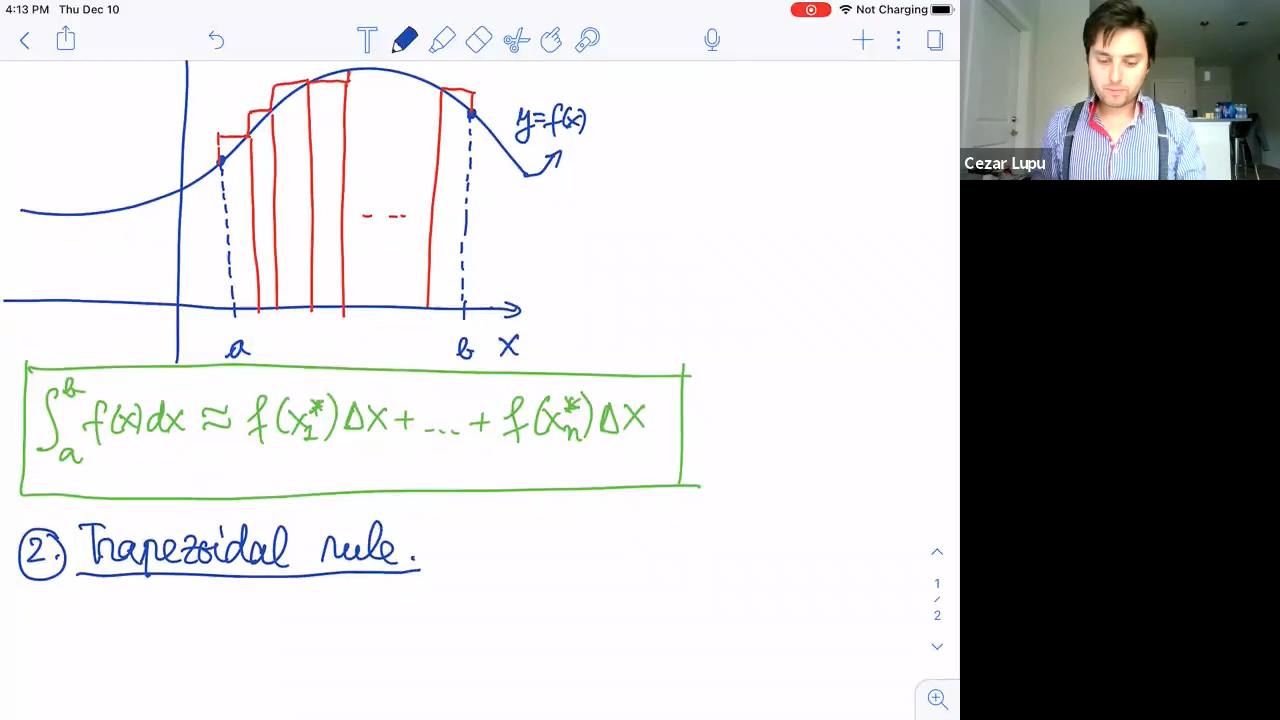 4:13 PM Thu Dec 10
Not Charging
T
y=f(x)
Cezar Lupu
a b X
∫_a^b f(x)dx ≈ f(x₁*)ΔX + ... + f(xₙ*)ΔX
2. Trapezoidal rule.
1
/
2